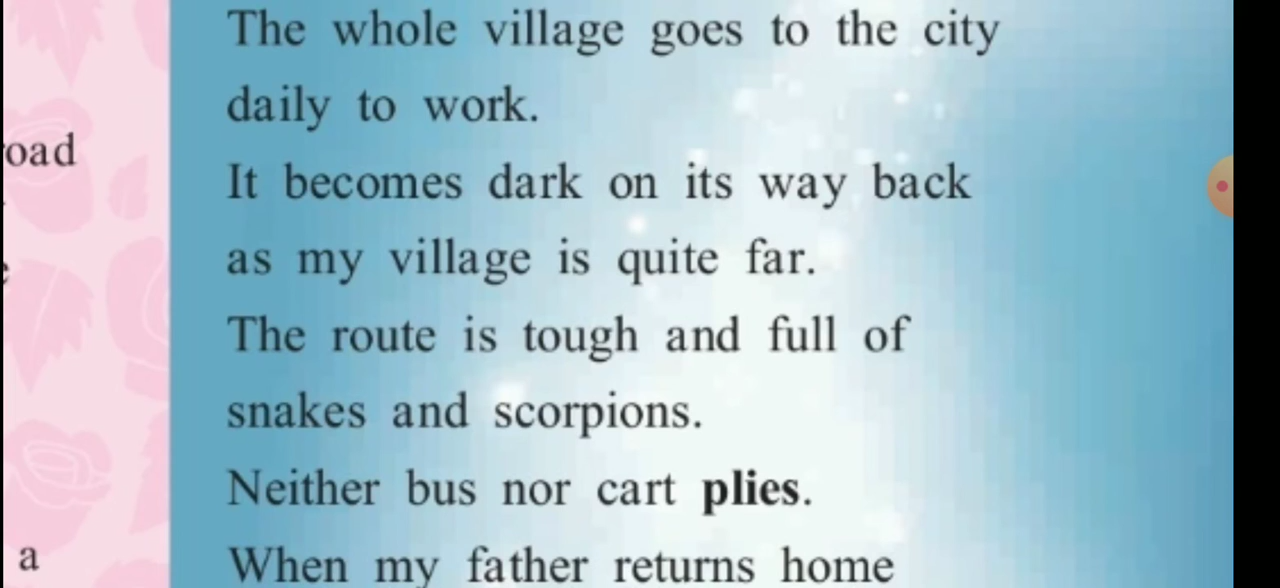 The whole village goes to the city
daily to work.
oad
It becomes dark on its way back
as my village is quite far.
The route is tough and full of
snakes and scorpions.
Neither bus nor cart plies.
a
When my father returns home